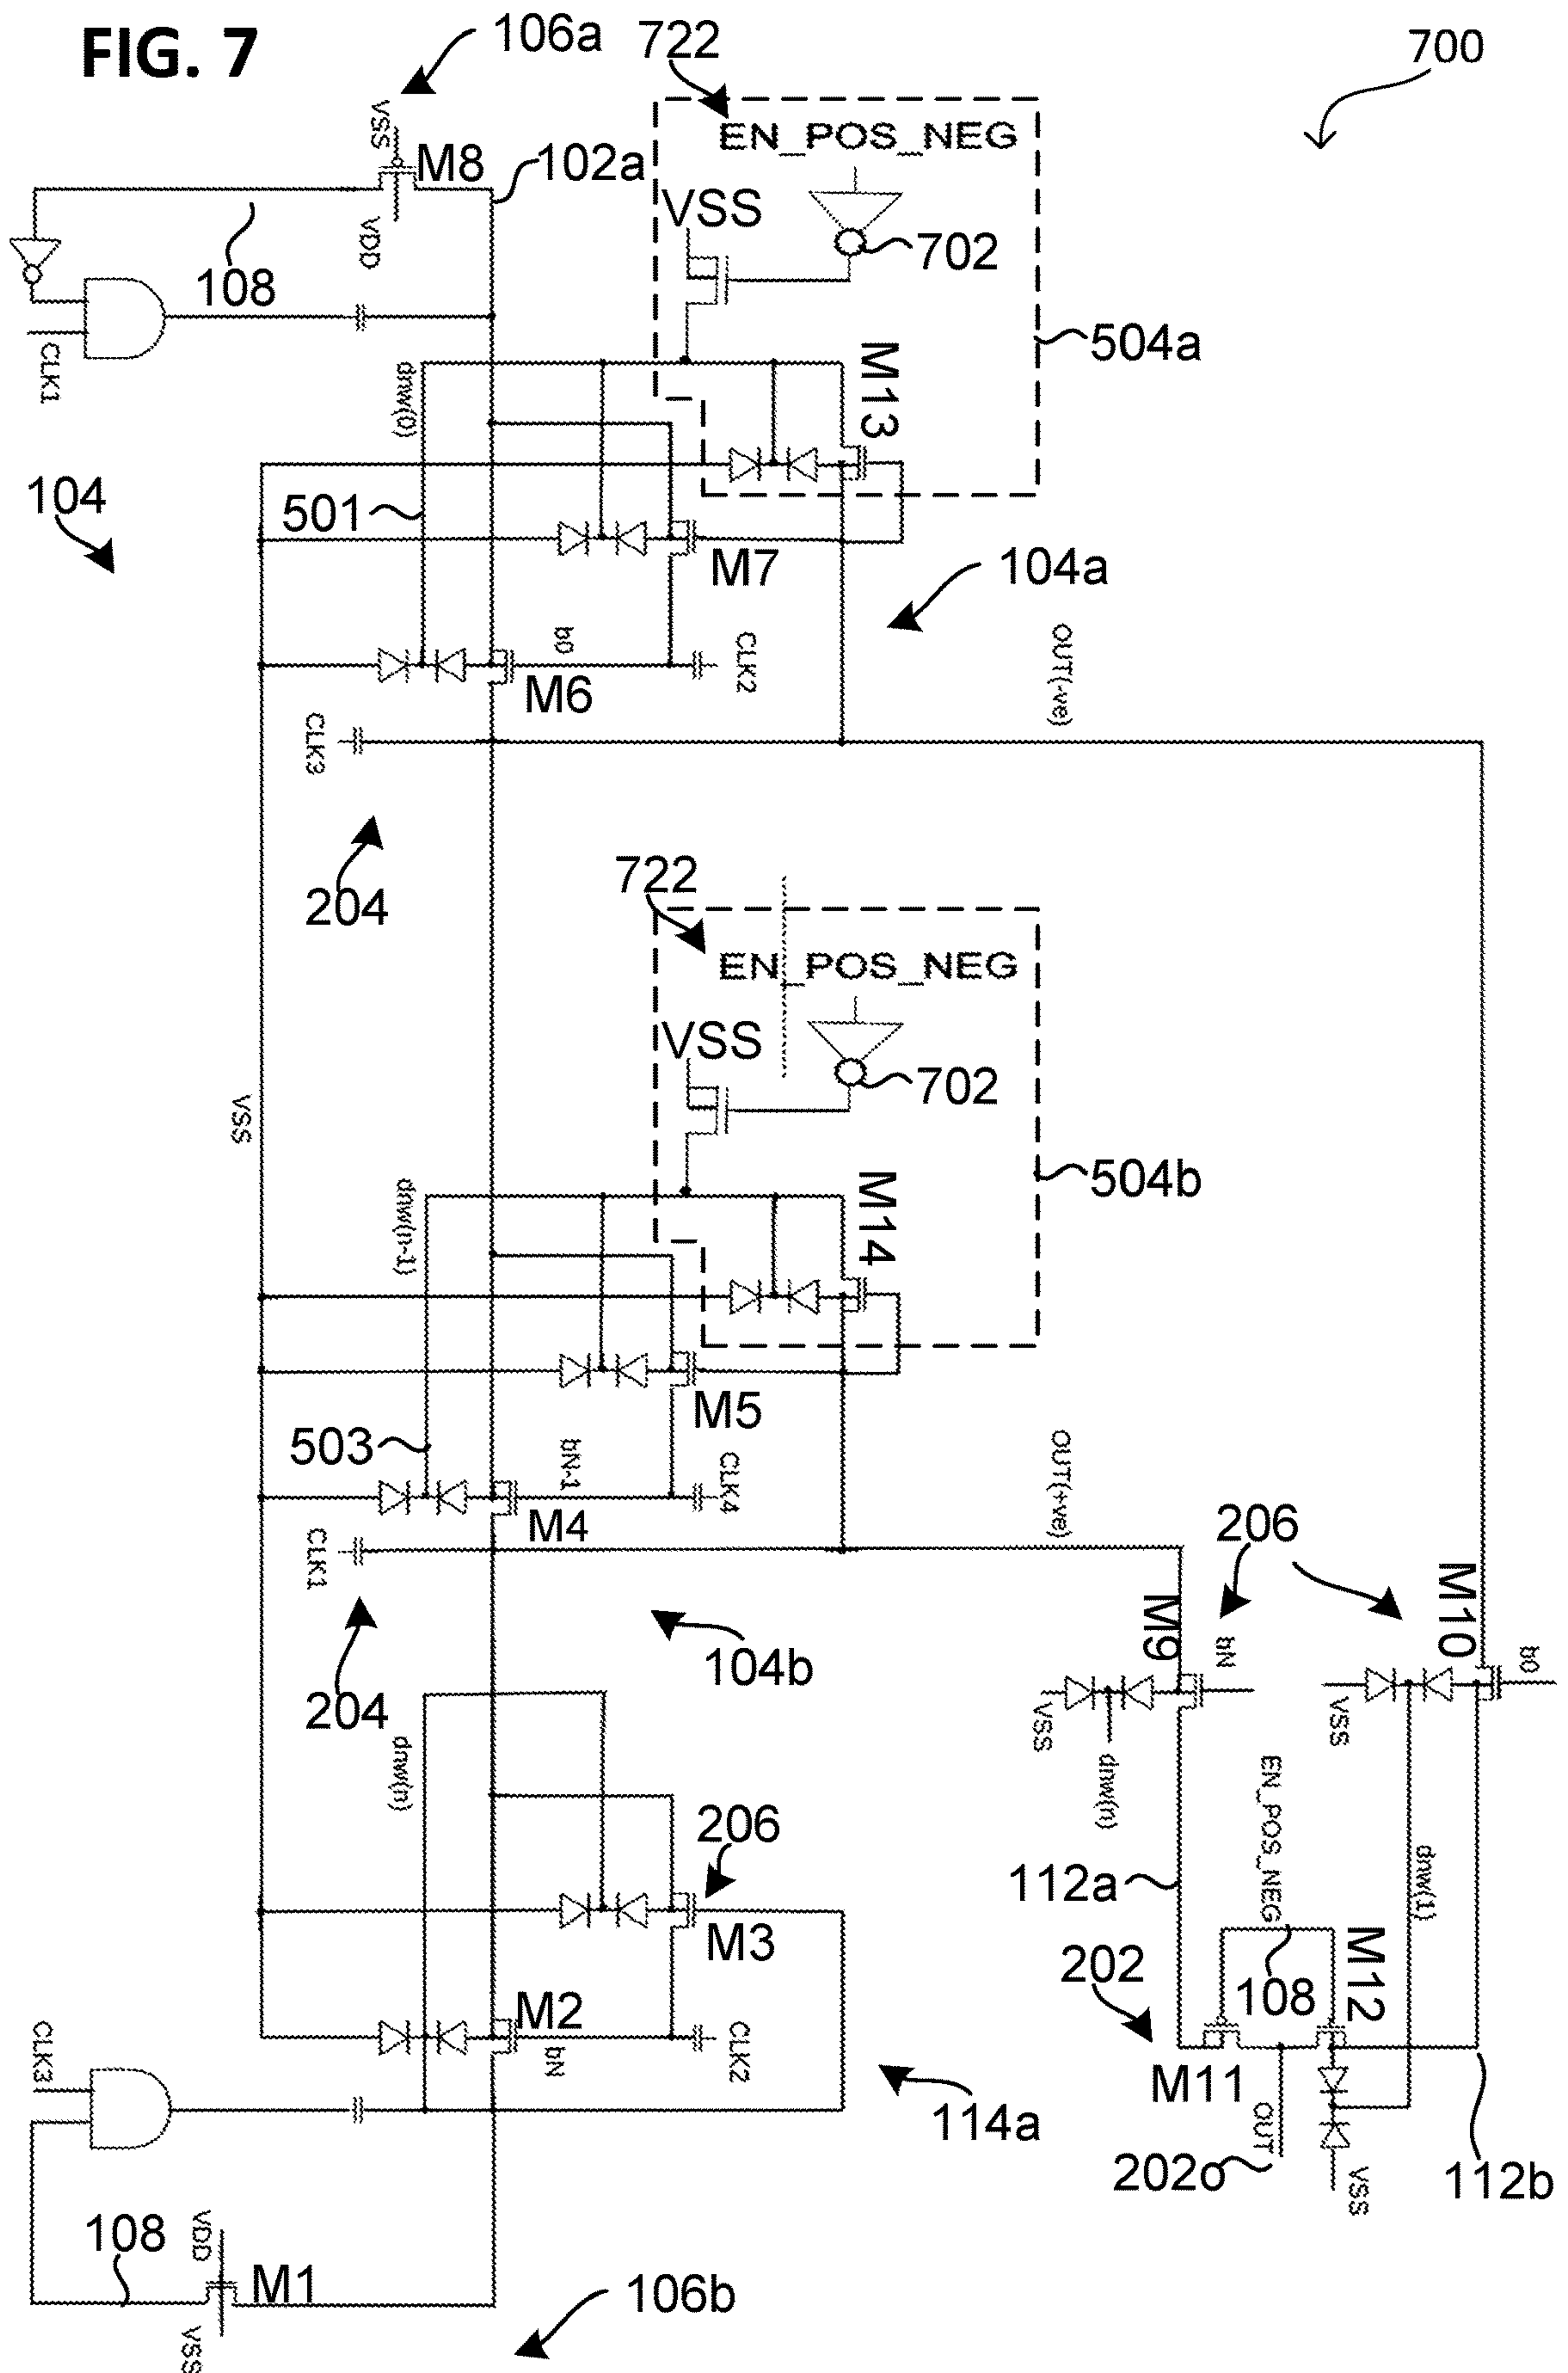 FIG. 7
106a
722
700
VSS
M8
102a
EN_POS_NEG
VSS
VDD
702
108
504a
CLK1
M13
dnw(0)
104
501
M7
104a
b0
CLK2
OUT(-ve)
M6
CLK3
204
722
EN_POS_NEG
VSS
702
VSS
504b
dnw(n-1)
M14
M5
503
bN-1
CLK4
OUT(+ve)
M4
CLK1
206
M10
M9
bN
b0
104b
204
VSS
dnw(n)
VSS
dnw(n)
EN_POS_NEG
206
112a
dnw(1)
M3
202
108
M12
M2
bN
CLK2
CLK3
M11
114a
OUT
202o
VSS
112b
108
VDD
M1
106b
VSS